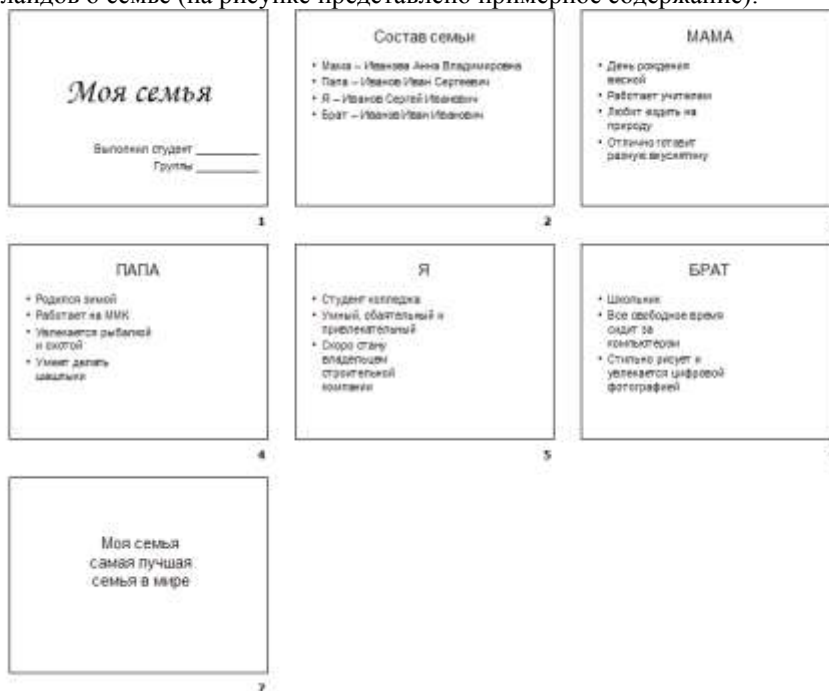 ландов о семье (на рисунке представлено примерное содержание).
Моя семья
Выполнил студент ____________
Группы ____________
1
Состав семьи
• Мама – Иванова Анна Владимировна
• Папа – Иванов Иван Сергеевич
• Я – Иванов Сергей Иванович
• Брат – Иванов Иван Иванович
2
МАМА
• День рождения
весной
• Работает учителем
• Любит ездить на
природу
• Отлично готовит
разную вкуснятину
ПАПА
• Родился зимой
• Работает на ММК
• Увлекается рыбалкой
и охотой
• Умеет делать
шашлыки
4
Я
• Студент колледжа
• Умный, обаятельный и
привлекательный
• Скоро стану
владельцем
строительной
компании
5
БРАТ
• Школьник
• Все свободное время
сидит за
компьютером
• Стильно рисует и
увлекается цифровой
фотографией
Моя семья
самая лучшая
семья в мире
7